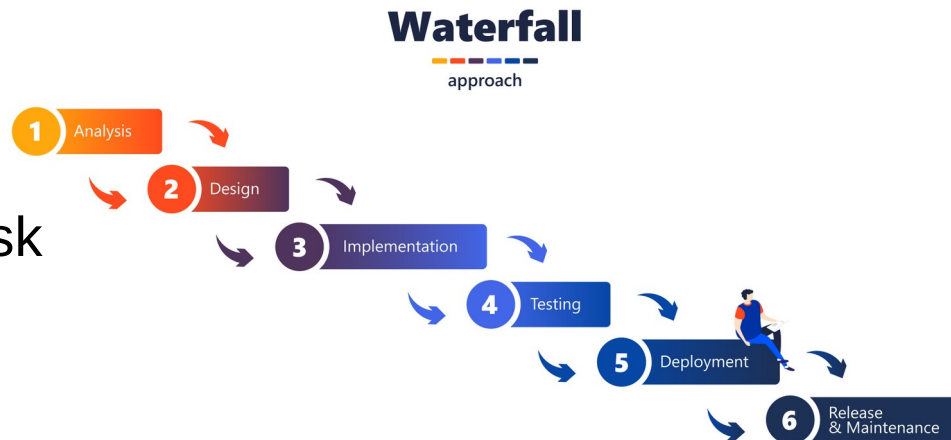 Waterfall
approach
1 Analysis
2 Design
sk
3 Implementation
4 Testing
5 Deployment
6 Release
& Maintenance